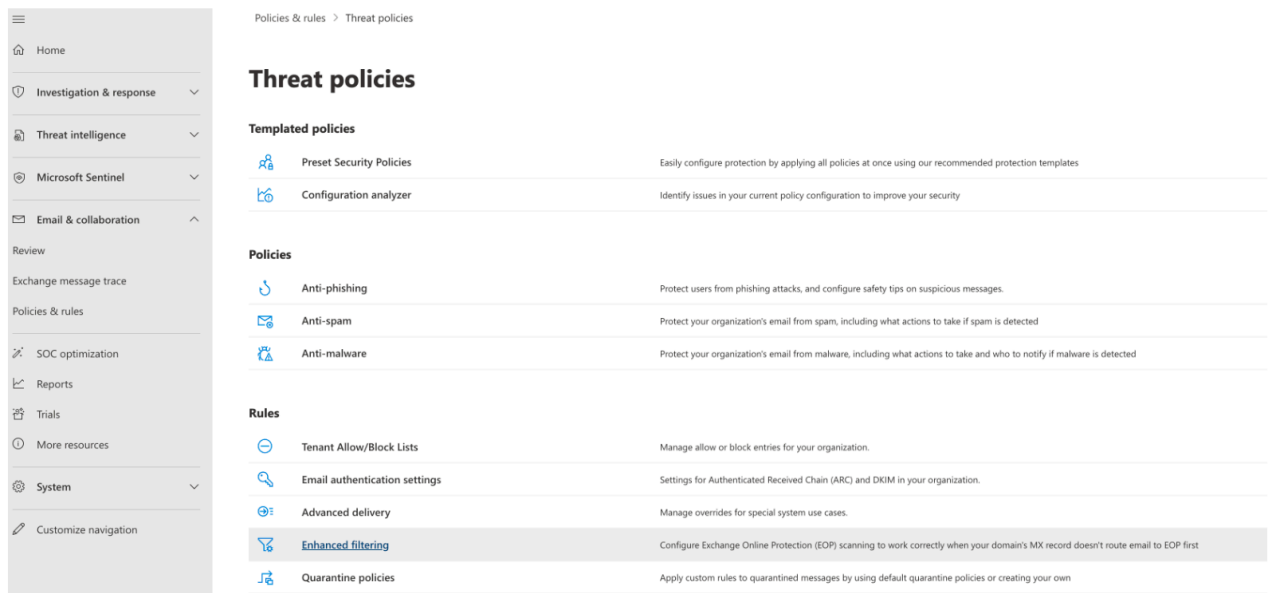 Policies & rules > Threat policies
Home
Investigation & response
Threat intelligence
Microsoft Sentinel
Email & collaboration
Review
Exchange message trace
Policies & rules
SOC optimization
Reports
Trials
More resources
System
Customize navigation
Threat policies
Templated policies
Preset Security Policies Easily configure protection by applying all policies at once using our recommended protection templates
Configuration analyzer Identify issues in your current policy configuration to improve your security
Policies
Anti-phishing Protect users from phishing attacks, and configure safety tips on suspicious messages.
Anti-spam Protect your organization's email from spam, including what actions to take if spam is detected
Anti-malware Protect your organization's email from malware, including what actions to take and who to notify if malware is detected
Rules
Tenant Allow/Block Lists Manage allow or block entries for your organization.
Email authentication settings Settings for Authenticated Received Chain (ARC) and DKIM in your organization.
Advanced delivery Manage overrides for special system use cases.
Enhanced filtering Configure Exchange Online Protection (EOP) scanning to work correctly when your domain's MX record doesn't route email to EOP first
Quarantine policies Apply custom rules to quarantined messages by using default quarantine policies or creating your own